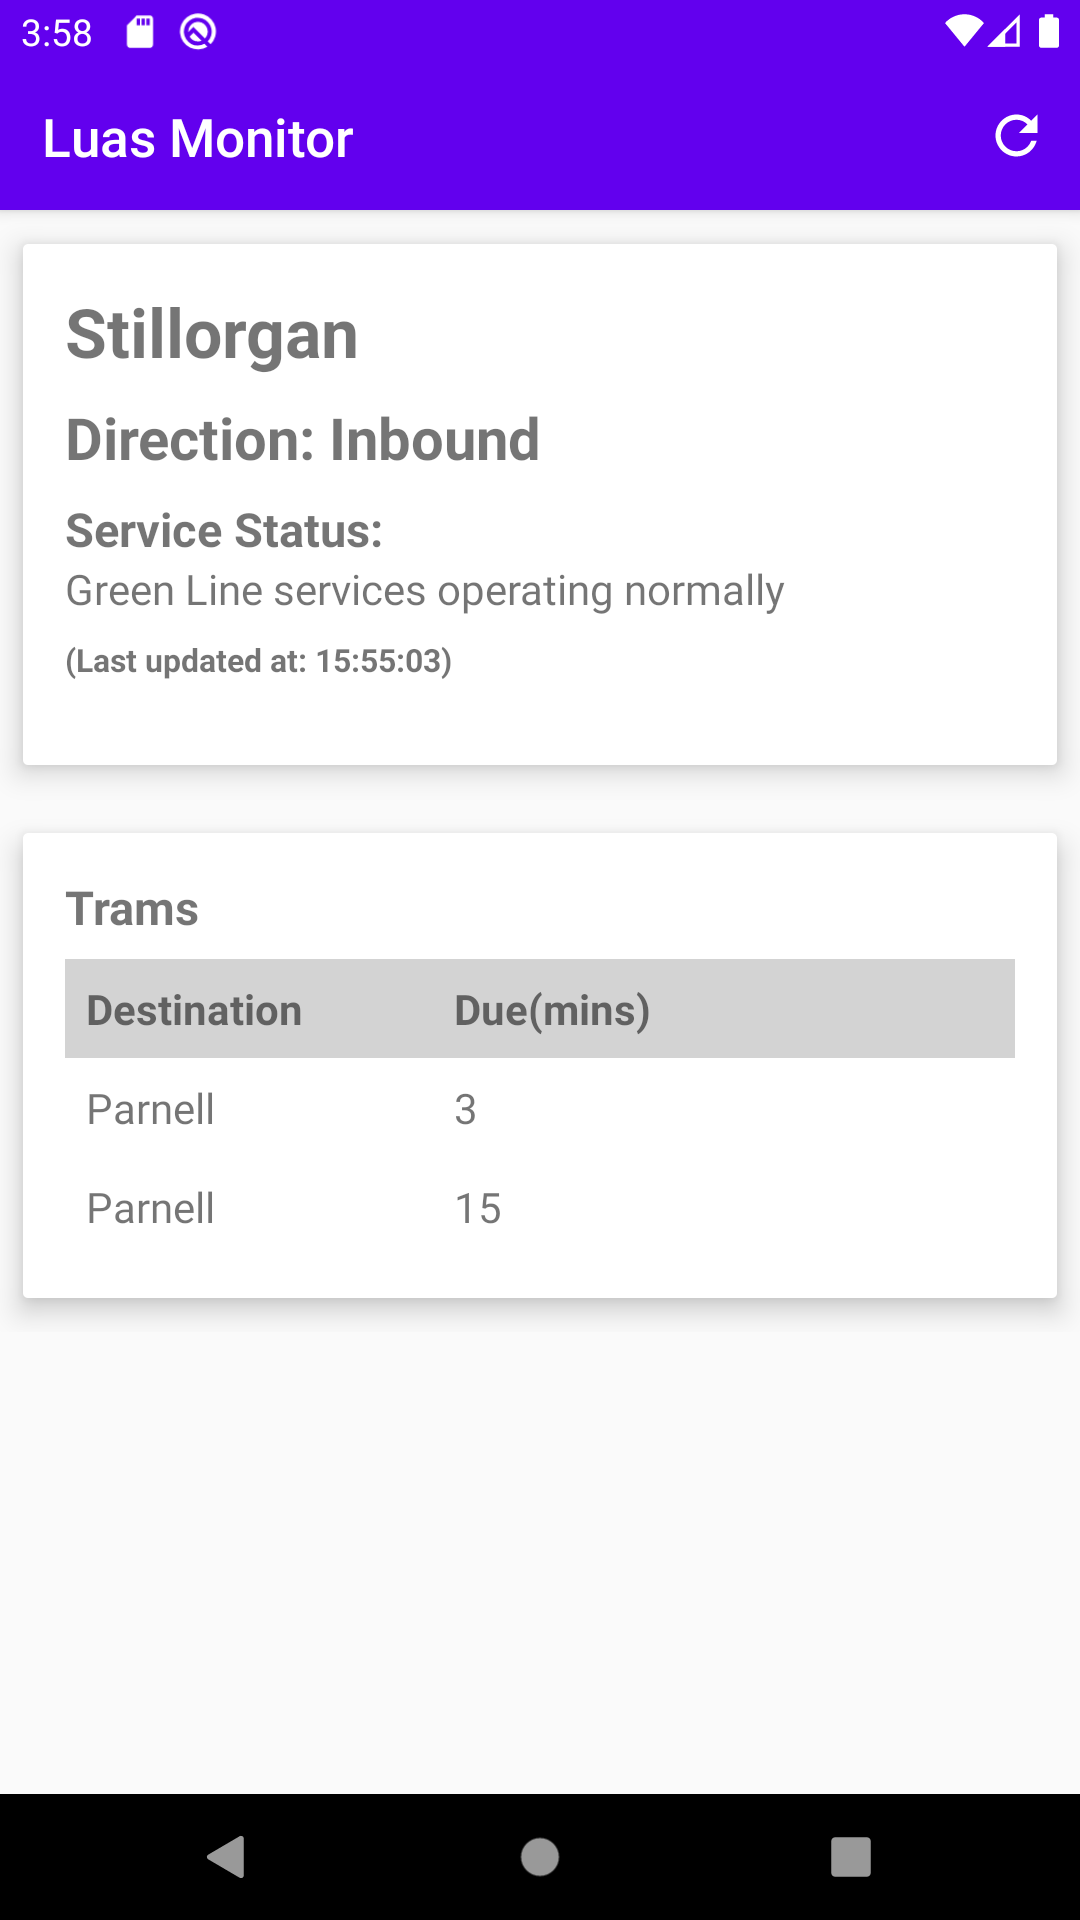 3:58
Luas Monitor
Stillorgan
Direction: Inbound
Service Status:
Green Line services operating normally
(Last updated at: 15:55:03)
Trams
Destination Due(mins)
Parnell 3
Parnell 15